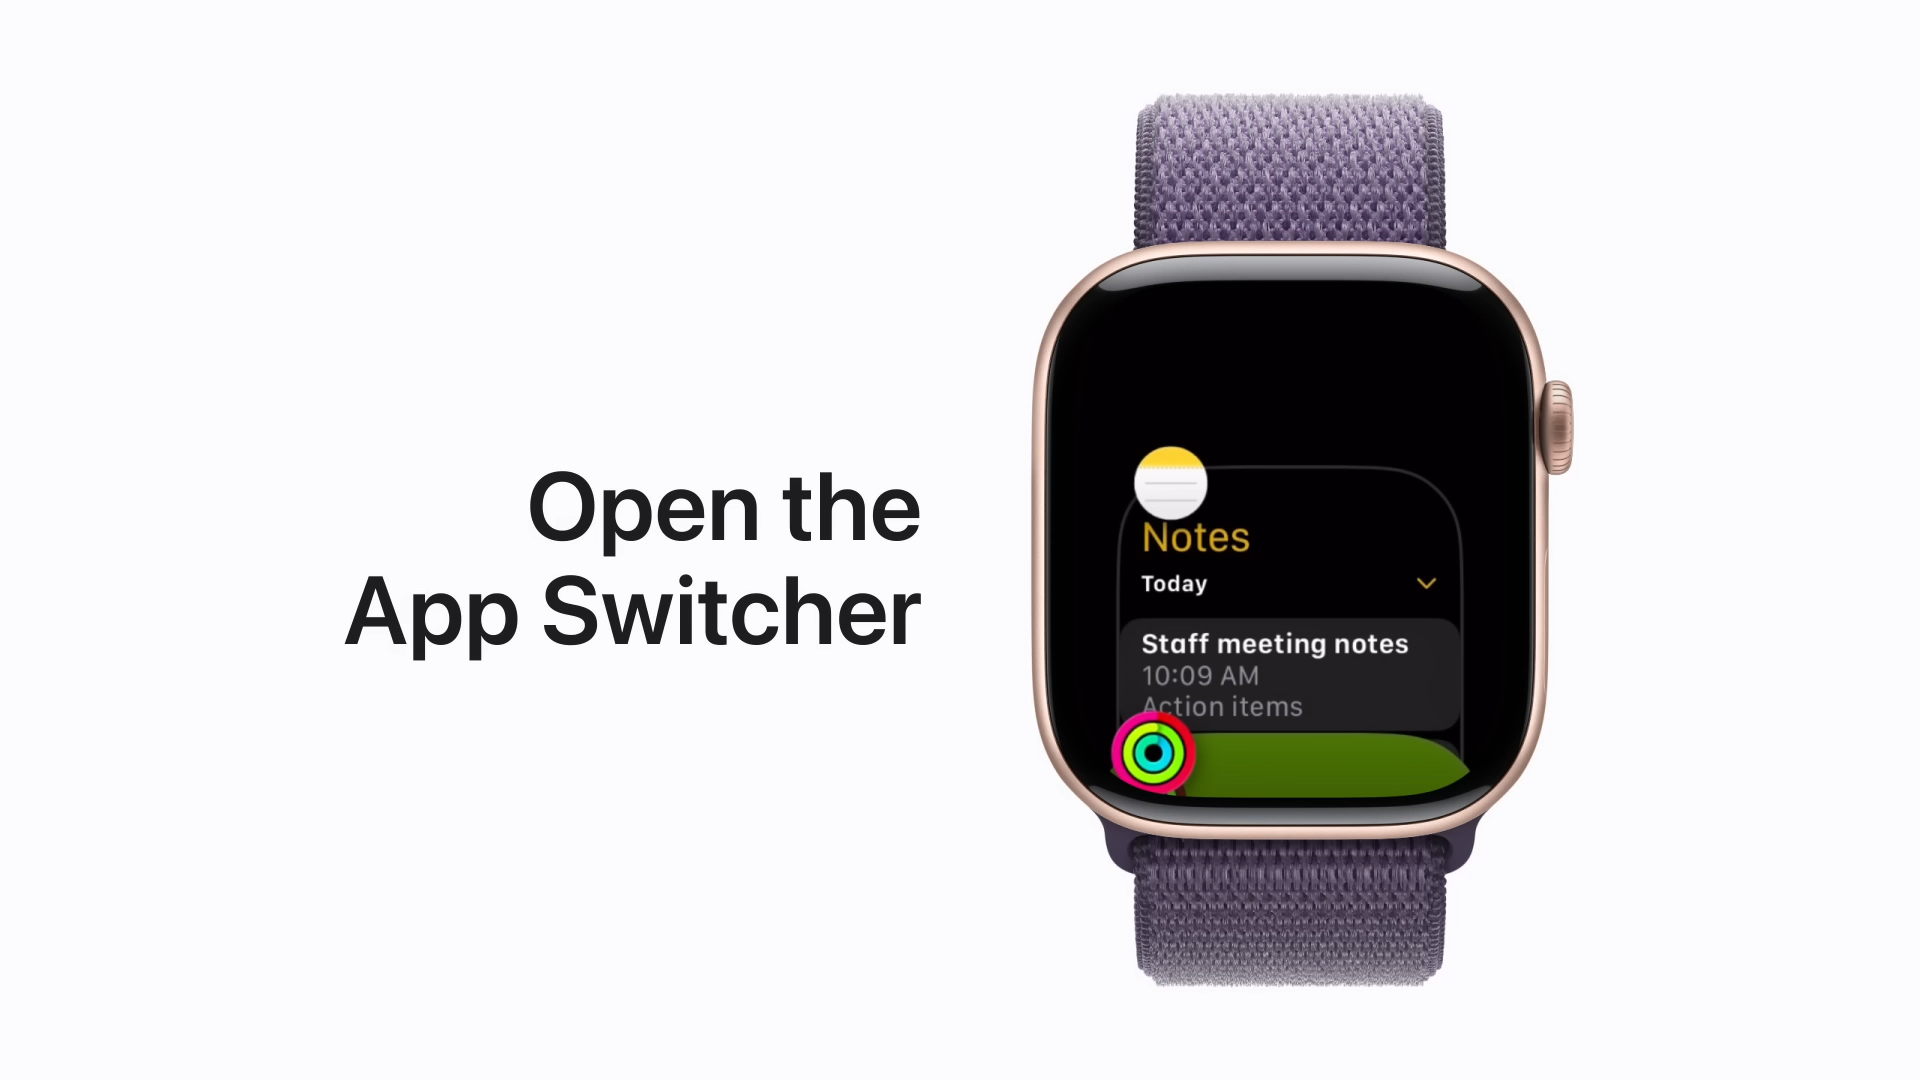 Open the
App Switcher
Notes
Today
Staff meeting notes
10:09 AM
Action items